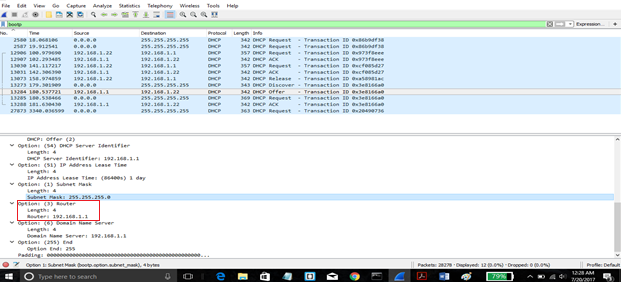 File Edit View Go Capture Analyze Statistics Telephony Wireless Tools Help
bootp
Expression... +
No. Time Source Destination Protocol Length Info
2580 18.068106 0.0.0.0 255.255.255.255 DHCP 342 DHCP Request - Transaction ID 0x86b9df38
2587 19.912541 0.0.0.0 255.255.255.255 DHCP 342 DHCP Request - Transaction ID 0x86b9df38
12906 100.979690 192.168.1.22 192.168.1.1 DHCP 357 DHCP Request - Transaction ID 0x973f8eee
12907 102.293485 192.168.1.1 192.168.1.22 DHCP 342 DHCP ACK - Transaction ID 0x973f8eee
13030 141.117217 192.168.1.22 192.168.1.1 DHCP 357 DHCP Request - Transaction ID 0xcf085d27
13031 142.306390 192.168.1.1 192.168.1.22 DHCP 342 DHCP ACK - Transaction ID 0xcf085d27
13073 158.974859 192.168.1.22 192.168.1.1 DHCP 342 DHCP Release - Transaction ID 0xa58981ac
13273 179.301909 0.0.0.0 255.255.255.255 DHCP 342 DHCP Discover - Transaction ID 0x3e8166a0
13284 180.537721 192.168.1.1 192.168.1.22 DHCP 342 DHCP Offer - Transaction ID 0x3e8166a0
13285 180.538466 0.0.0.0 255.255.255.255 DHCP 369 DHCP Request - Transaction ID 0x3e8166a0
13288 181.630430 192.168.1.1 192.168.1.22 DHCP 342 DHCP ACK - Transaction ID 0x3e8166a0
27873 3340.036599 0.0.0.0 255.255.255.255 DHCP 363 DHCP Request - Transaction ID 0x20490736
DHCP: Offer (2)
Option: (54) DHCP Server Identifier
Length: 4
DHCP Server Identifier: 192.168.1.1
Option: (51) IP Address Lease Time
Length: 4
IP Address Lease Time: (86400s) 1 day
Option: (1) Subnet Mask
Length: 4
Subnet Mask: 255.255.255.0
Option: (3) Router
Length: 4
Router: 192.168.1.1
Option: (6) Domain Name Server
Length: 4
Domain Name Server: 192.168.1.1
Option: (255) End
Option End: 255
Padding: 000000000000000000000000000000000000...
Option 1: Subnet Mask (bootp.option.subnet_mask), 4 bytes
Packets: 28278 · Displayed: 12 (0.0%) · Dropped: 0 (0.0%)
Profile: Default
Type here to search
79%
12:28 AM
7/20/2017